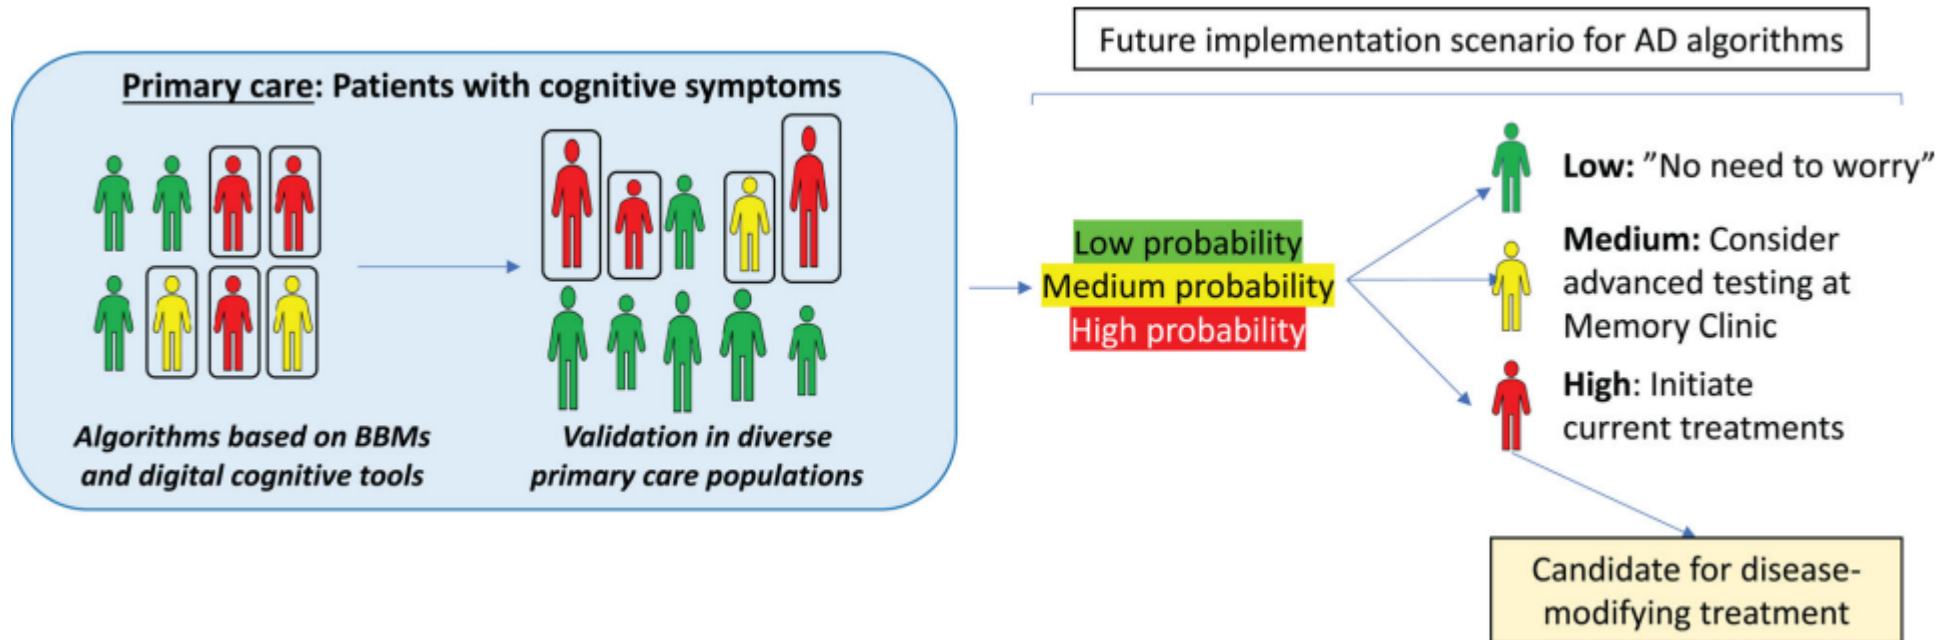 Primary care: Patients with cognitive symptoms
Algorithms based on BBMs
and digital cognitive tools
Validation in diverse
primary care populations
Future implementation scenario for AD algorithms
Low probability
Medium probability
High probability
Low: ”No need to worry”
Medium: Consider
advanced testing at
Memory Clinic
High: Initiate
current treatments
Candidate for disease-
modifying treatment